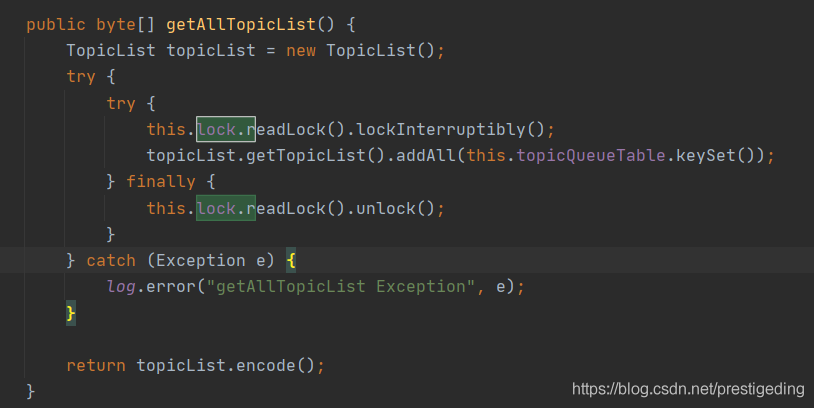 public byte[] getAllTopicList() {
    TopicList topicList = new TopicList();
    try {
        try {
            this.lock.readLock().lockInterruptibly();
            topicList.getTopicList().addAll(this.topicQueueTable.keySet());
        } finally {
            this.lock.readLock().unlock();
        }
    } catch (Exception e) {
        log.error("getAllTopicList Exception", e);
    }

    return topicList.encode();
}
https://blog.csdn.net/prestigeding